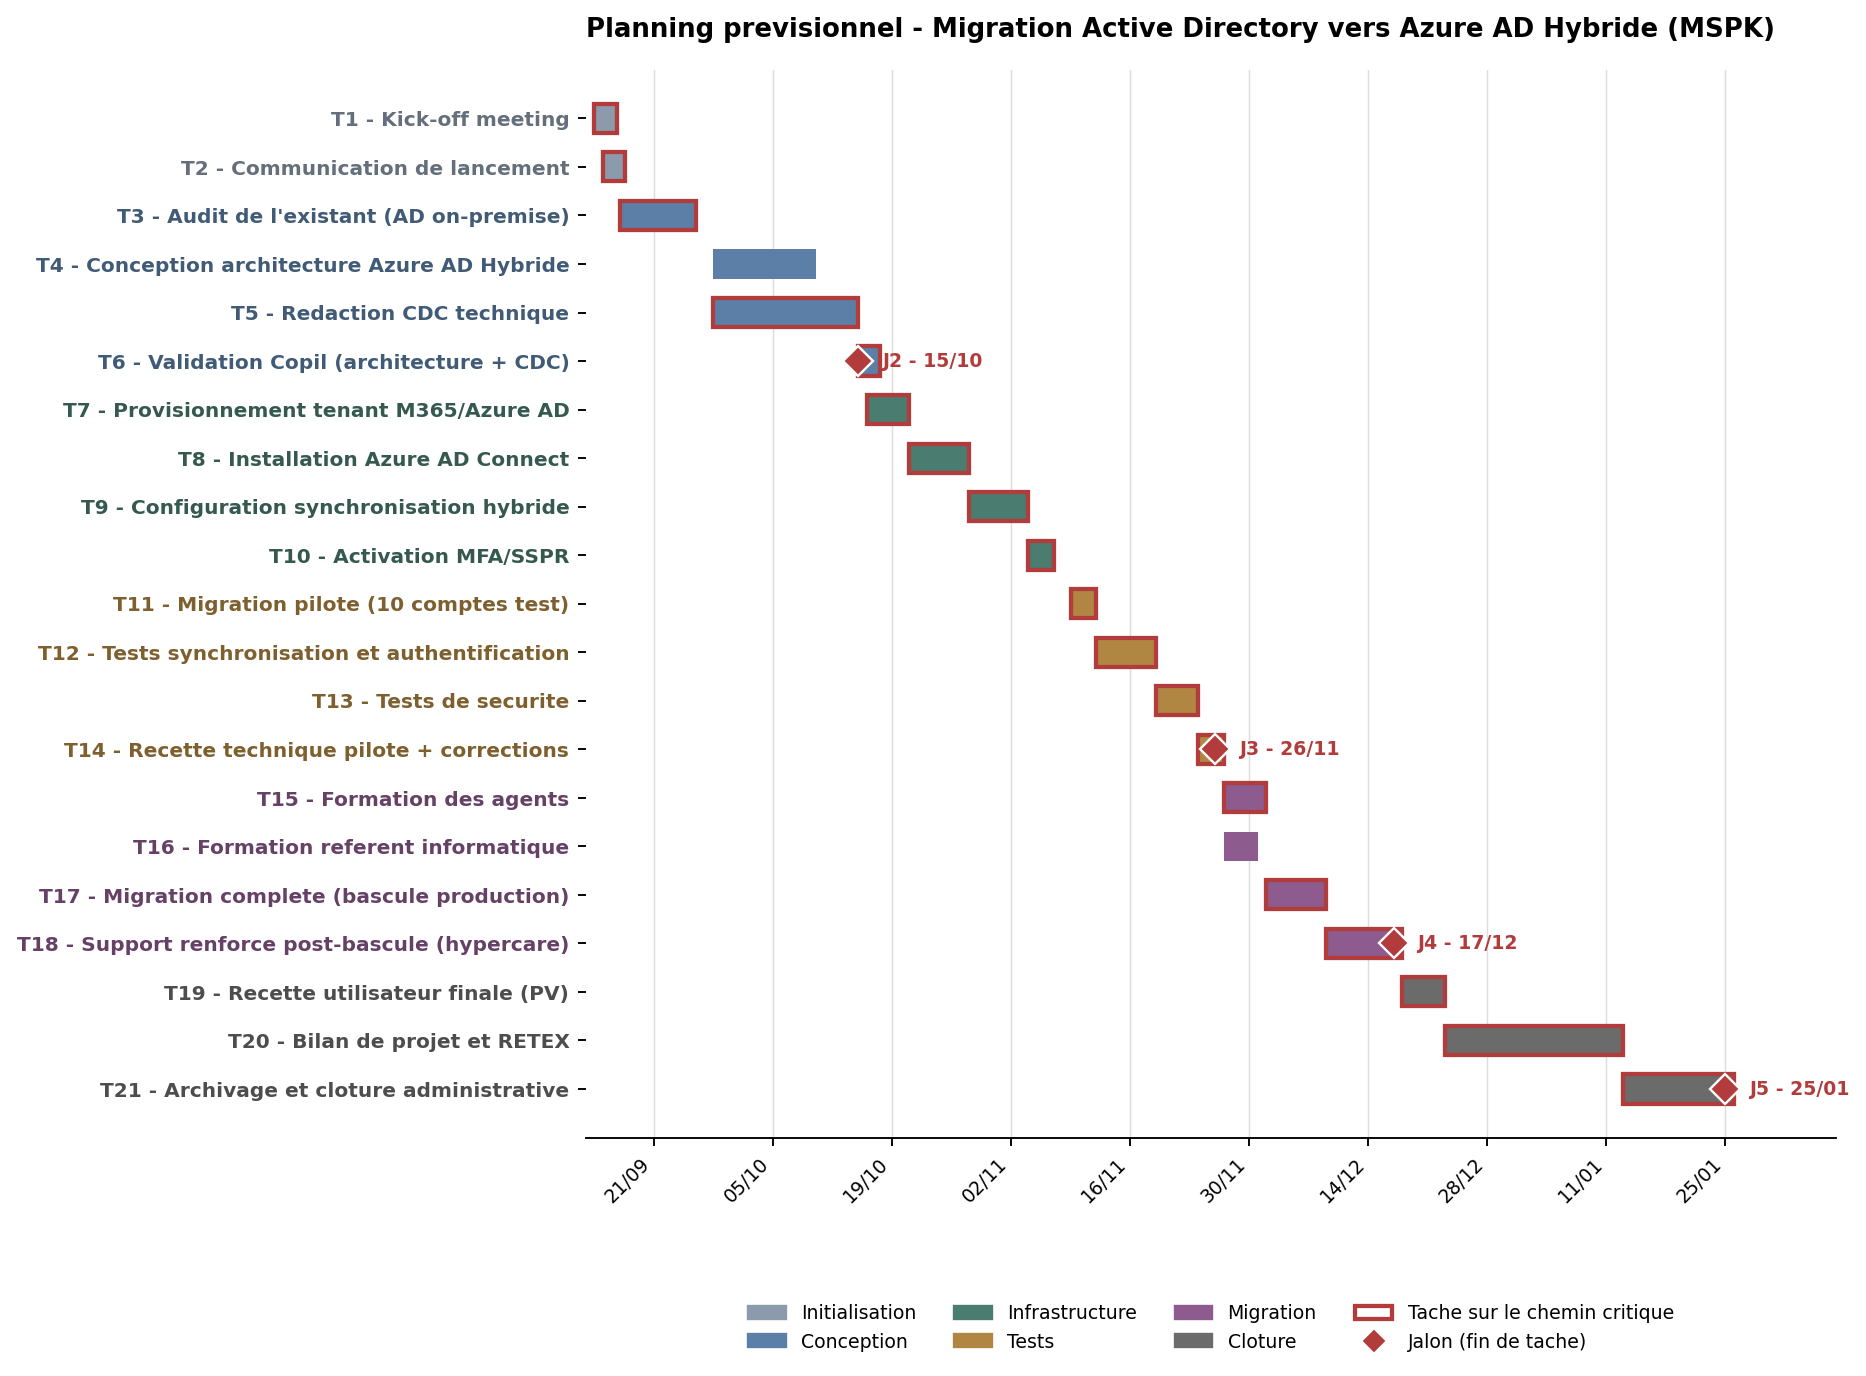 Planning previsionnel - Migration Active Directory vers Azure AD Hybride (MSPK)
T1 - Kick-off meeting
T2 - Communication de lancement
T3 - Audit de l'existant (AD on-premise)
T4 - Conception architecture Azure AD Hybride
T5 - Redaction CDC technique
T6 - Validation Copil (architecture + CDC)
J2 - 15/10
T7 - Provisionnement tenant M365/Azure AD
T8 - Installation Azure AD Connect
T9 - Configuration synchronisation hybride
T10 - Activation MFA/SSPR
T11 - Migration pilote (10 comptes test)
T12 - Tests synchronisation et authentification
T13 - Tests de securite
T14 - Recette technique pilote + corrections
J3 - 26/11
T15 - Formation des agents
T16 - Formation referent informatique
T17 - Migration complete (bascule production)
T18 - Support renforce post-bascule (hypercare)
J4 - 17/12
T19 - Recette utilisateur finale (PV)
T20 - Bilan de projet et RETEX
T21 - Archivage et cloture administrative
J5 - 25/01
21/09
05/10
19/10
02/11
16/11
30/11
14/12
28/12
11/01
25/01
Initialisation
Conception
Infrastructure
Tests
Migration
Cloture
Tache sur le chemin critique
Jalon (fin de tache)